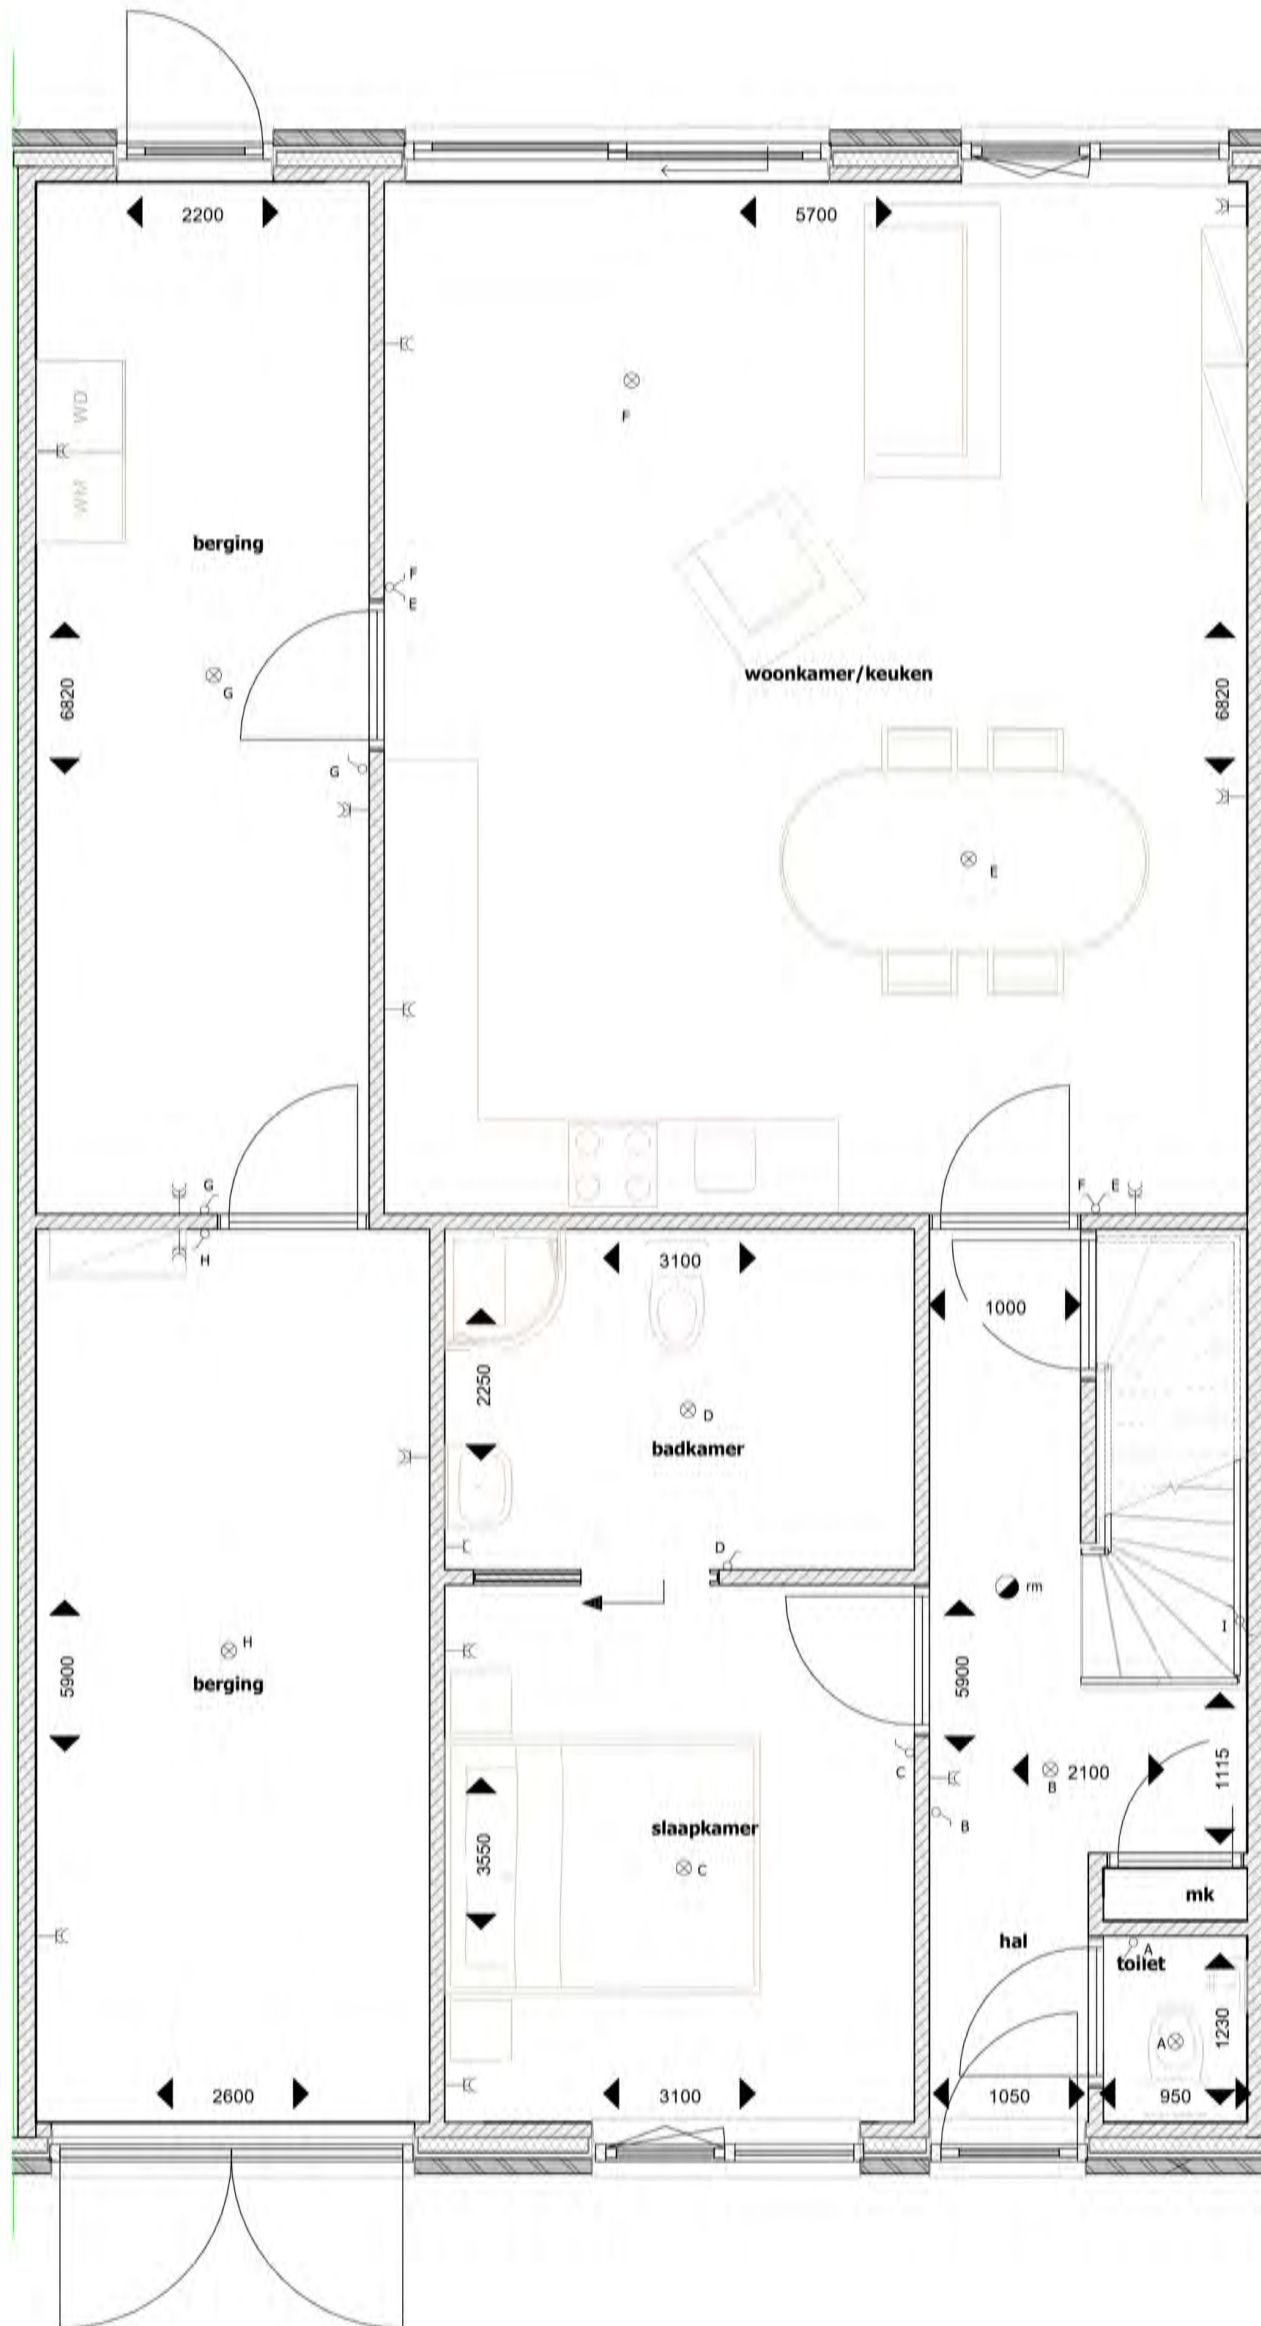 2200
5700
WD
WM
F
berging
F
E
woonkamer/keuken
G
6820
6820
G
E
G
F
E
H
3100
1000
2250
D
badkamer
D
rm
I
H
berging
5900
5900
C
2100
B
1115
B
slaapkamer
3550
C
mk
hal
A
toilet
A
1230
2600
3100
1050
950